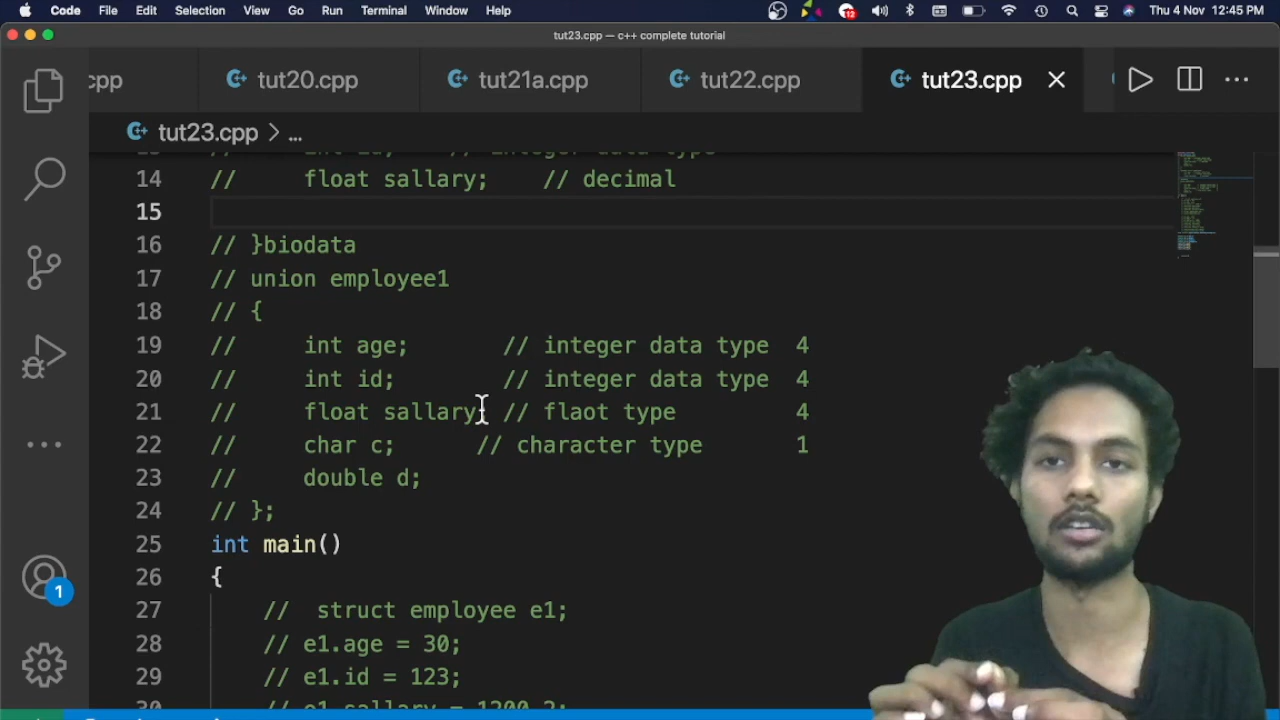 Code File Edit Selection View Go Run Terminal Window Help 12 Thu 4 Nov 12:45 PM
tut23.cpp — c++ complete tutorial
cpp tut20.cpp tut21a.cpp tut22.cpp tut23.cpp
tut23.cpp > ...
14 // float sallary; // decimal
15
16 // }biodata
17 // union employee1
18 // {
19 // int age; // integer data type 4
20 // int id; // integer data type 4
21 // float sallary; // flaot type 4
22 // char c; // character type 1
23 // double d;
24 // };
25 int main()
26 {
27 // struct employee e1;
28 // e1.age = 30;
29 // e1.id = 123;
1